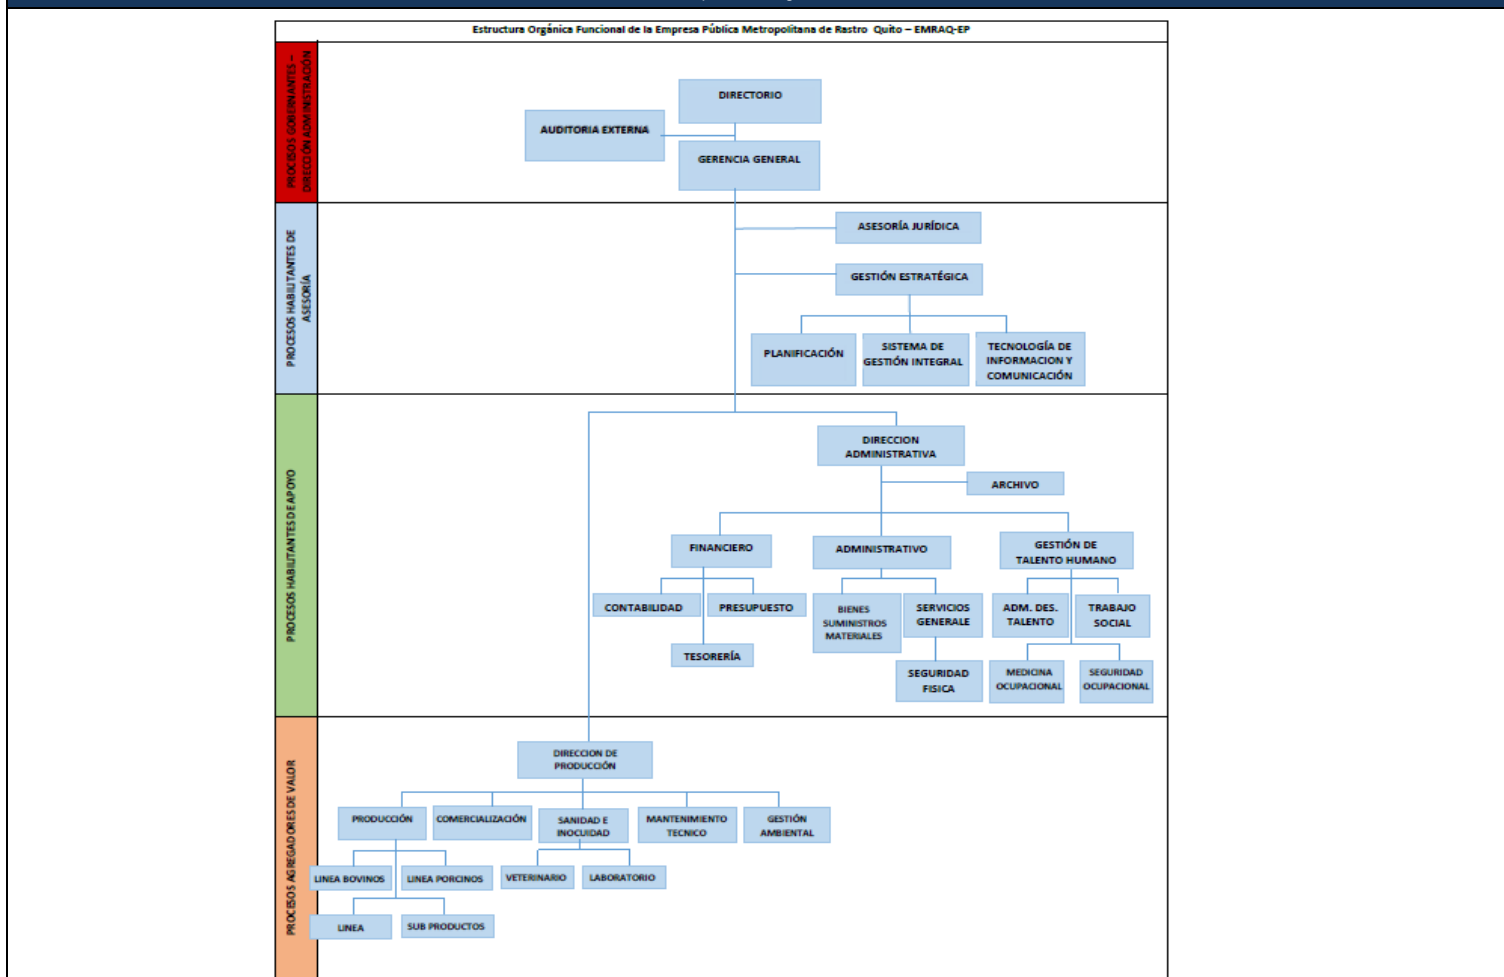 Estructura Orgánica Funcional de la Empresa Pública Metropolitana de Rastro Quito – EMRAQ-EP
PROCESOS GOBERNANTES –
DIRECCIÓN ADMINISTRACIÓN
DIRECTORIO
AUDITORIA EXTERNA
GERENCIA GENERAL
PROCESOS HABILITANTES DE
ASESORÍA
ASESORÍA JURÍDICA
GESTIÓN ESTRATÉGICA
PLANIFICACIÓN
SISTEMA DE
GESTIÓN INTEGRAL
TECNOLOGÍA DE
INFORMACION Y
COMUNICACIÓN
PROCESOS HABILITANTES DE APOYO
DIRECCION
ADMINISTRATIVA
ARCHIVO
FINANCIERO
ADMINISTRATIVO
GESTIÓN DE
TALENTO HUMANO
CONTABILIDAD
PRESUPUESTO
BIENES
SUMINISTROS
MATERIALES
SERVICIOS
GENERALE
ADM. DES.
TALENTO
TRABAJO
SOCIAL
TESORERÍA
SEGURIDAD
FISICA
MEDICINA
OCUPACIONAL
SEGURIDAD
OCUPACIONAL
PROCESOS AGREGADORES DE VALOR
DIRECCION DE
PRODUCCIÓN
PRODUCCIÓN
COMERCIALIZACIÓN
SANIDAD E
INOCUIDAD
MANTENIMIENTO
TECNICO
GESTIÓN
AMBIENTAL
LINEA BOVINOS
LINEA PORCINOS
VETERINARIO
LABORATORIO
LINEA
SUB PRODUCTOS